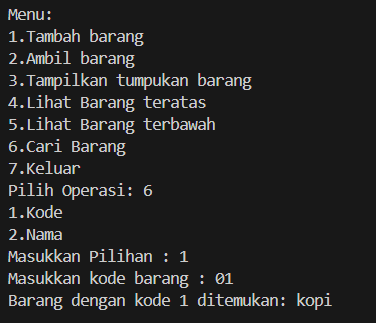 Menu:
1.Tambah barang
2.Ambil barang
3.Tampilkan tumpukan barang
4.Lihat Barang teratas
5.Lihat Barang terbawah
6.Cari Barang
7.Keluar
Pilih Operasi: 6
1.Kode
2.Nama
Masukkan Pilihan : 1
Masukkan kode barang : 01
Barang dengan kode 1 ditemukan: kopi